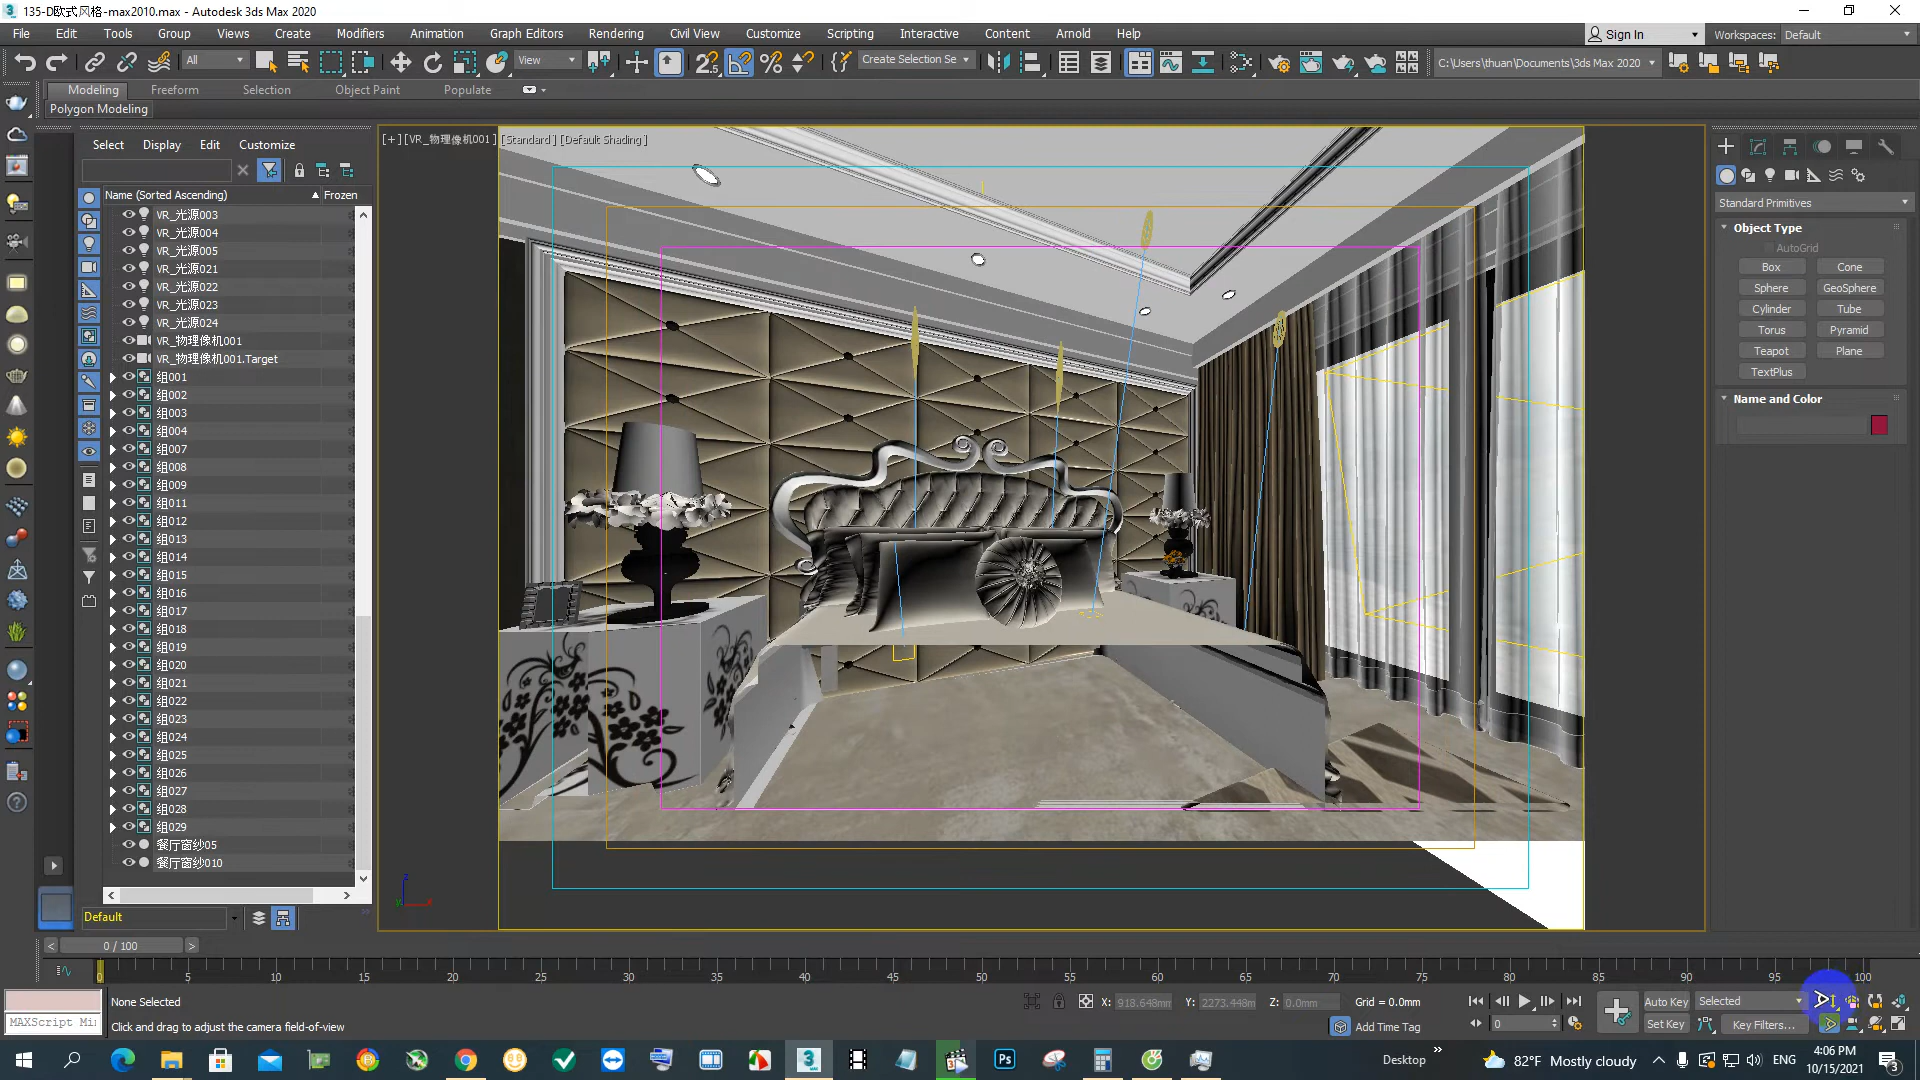 135-D欧式风格-max2010.max - Autodesk 3ds Max 2020
File Edit Tools Group Views Create Modifiers Animation Graph Editors Rendering Civil View Customize Scripting Interactive Content Arnold Help
Sign In Workspaces: Default
All View Create Selection Se C:\Users\thuan\Documents\3ds Max 2020
Modeling Freeform Selection Object Paint Populate
Polygon Modeling
Select Display Edit Customize
[+] [VR_物理像机001] [Standard] [Default Shading]
Name (Sorted Ascending) Frozen
VR_光源003
VR_光源004
VR_光源005
VR_光源021
VR_光源022
VR_光源023
VR_光源024
VR_物理像机001
VR_物理像机001.Target
组001
组002
组003
组004
组007
组008
组009
组011
组012
组013
组014
组015
组016
组017
组018
组019
组020
组021
组022
组023
组024
组025
组026
组027
组028
组029
餐厅窗纱05
餐厅窗纱010
Default
Standard Primitives
Object Type
AutoGrid
Box Cone
Sphere GeoSphere
Cylinder Tube
Torus Pyramid
Teapot Plane
TextPlus
Name and Color
0 / 100
0 5 10 15 20 25 30 35 40 45 50 55 60 65 70 75 80 85 90 95 100
None Selected
X: 918.648mm Y: 2273.448m Z: 0.0mm Grid = 0.0mm
Auto Key Selected
MAXScript Mi
Click and drag to adjust the camera field-of-view
Add Time Tag
0
Set Key Key Filters...
Desktop
82°F Mostly cloudy
ENG
4:06 PM
10/15/2021
3